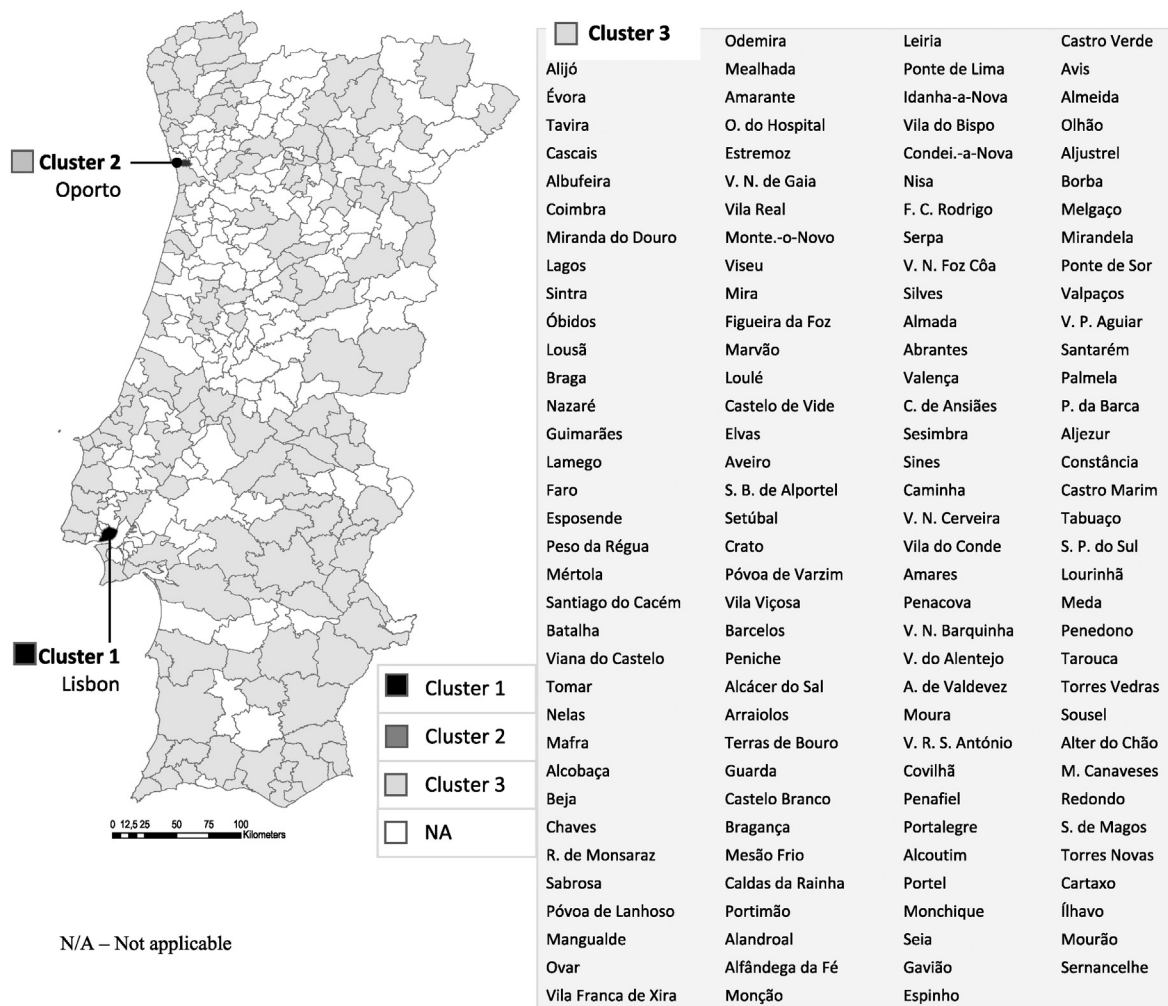 Cluster 2
Oporto
Cluster 1
Lisbon
Cluster 1
Cluster 2
Cluster 3
NA
0 12,5 25 50 75 100
Kilometers
N/A – Not applicable
Cluster 3
Alijó
Évora
Tavira
Cascais
Albufeira
Coimbra
Miranda do Douro
Lagos
Sintra
Óbidos
Lousã
Braga
Nazaré
Guimarães
Lamego
Faro
Esposende
Peso da Régua
Mértola
Santiago do Cacém
Batalha
Viana do Castelo
Tomar
Nelas
Mafra
Alcobaça
Beja
Chaves
R. de Monsaraz
Sabrosa
Póvoa de Lanhoso
Mangualde
Ovar
Vila Franca de Xira
Odemira
Mealhada
Amarante
O. do Hospital
Estremoz
V. N. de Gaia
Vila Real
Monte.-o-Novo
Viseu
Mira
Figueira da Foz
Marvão
Loulé
Castelo de Vide
Elvas
Aveiro
S. B. de Alportel
Setúbal
Crato
Póvoa de Varzim
Vila Viçosa
Barcelos
Peniche
Alcácer do Sal
Arraiolos
Terras de Bouro
Guarda
Castelo Branco
Bragança
Mesão Frio
Caldas da Rainha
Portimão
Alandroal
Alfândega da Fé
Monção
Leiria
Ponte de Lima
Idanha-a-Nova
Vila do Bispo
Condei.-a-Nova
Nisa
F. C. Rodrigo
Serpa
V. N. Foz Côa
Silves
Almada
Abrantes
Valença
C. de Ansiães
Sesimbra
Sines
Caminha
V. N. Cerveira
Vila do Conde
Amares
Penacova
V. N. Barquinha
V. do Alentejo
A. de Valdevez
Moura
V. R. S. António
Covilhã
Penafiel
Portalegre
Alcoutim
Portel
Monchique
Seia
Gavião
Espinho
Castro Verde
Avis
Almeida
Olhão
Aljustrel
Borba
Melgaço
Mirandela
Ponte de Sor
Valpaços
V. P. Aguiar
Santarém
Palmela
P. da Barca
Aljezur
Constância
Castro Marim
Tabuaço
S. P. do Sul
Lourinhã
Meda
Penedono
Tarouca
Torres Vedras
Sousel
Alter do Chão
M. Canaveses
Redondo
S. de Magos
Torres Novas
Cartaxo
Ílhavo
Mourão
Sernancelhe